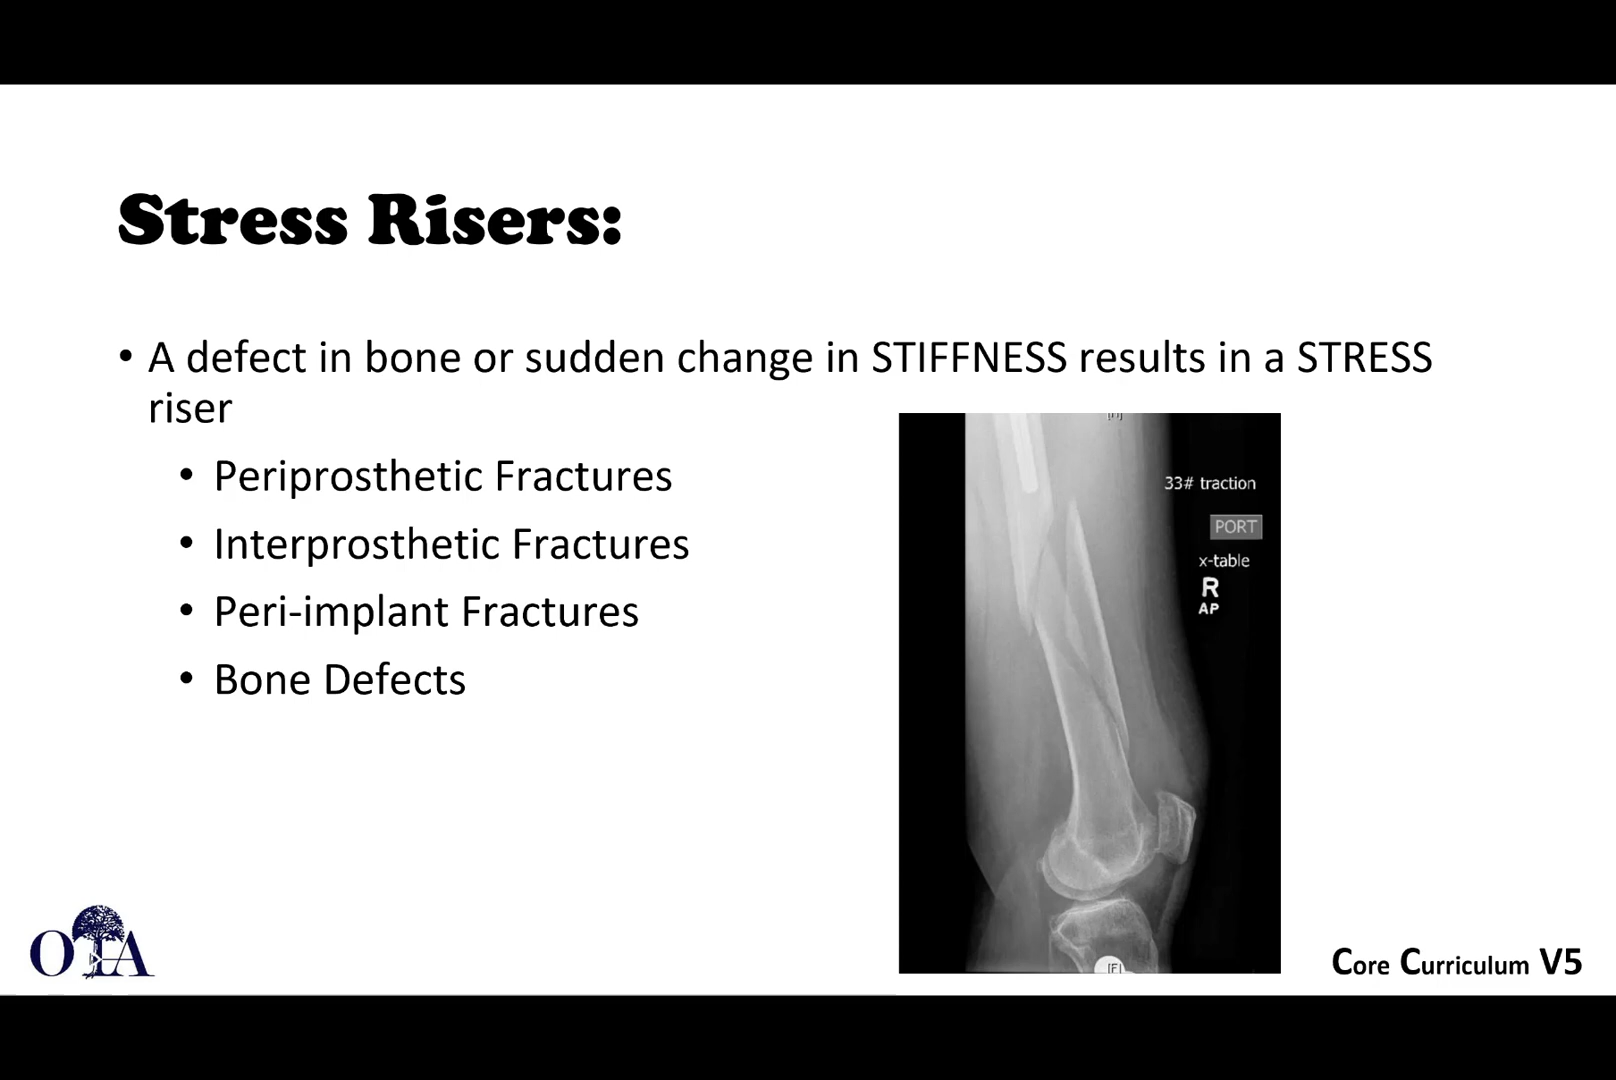 Stress Risers:
• A defect in bone or sudden change in STIFFNESS results in a STRESS
riser
• Periprosthetic Fractures
• Interprosthetic Fractures
• Peri-implant Fractures
• Bone Defects
[H]
33# traction
PORT
x-table
R
AP
[F]
OTA
Core Curriculum V5